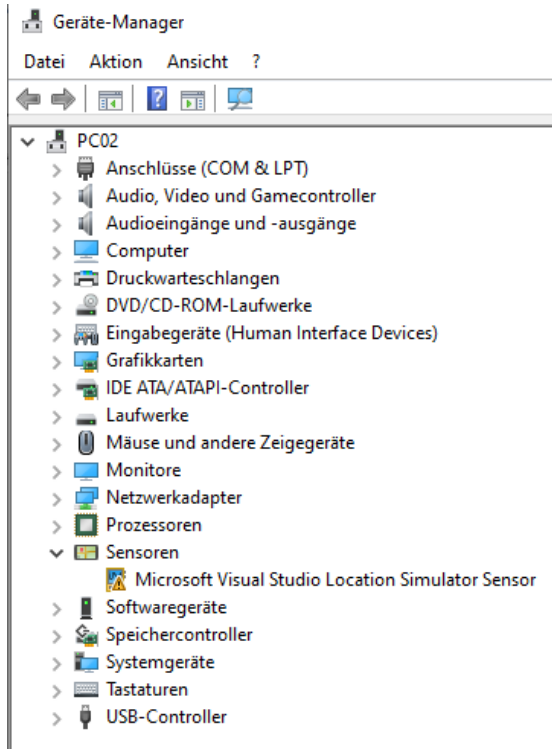 Geräte-Manager
Datei Aktion Ansicht ?
PC02
Anschlüsse (COM & LPT)
Audio, Video und Gamecontroller
Audioeingänge und -ausgänge
Computer
Druckwarteschlangen
DVD/CD-ROM-Laufwerke
Eingabegeräte (Human Interface Devices)
Grafikkarten
IDE ATA/ATAPI-Controller
Laufwerke
Mäuse und andere Zeigegeräte
Monitore
Netzwerkadapter
Prozessoren
Sensoren
Microsoft Visual Studio Location Simulator Sensor
Softwaregeräte
Speichercontroller
Systemgeräte
Tastaturen
USB-Controller